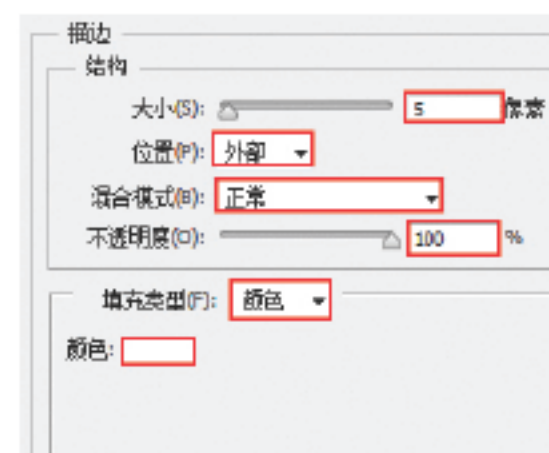 描边
结构
大小(S): 5 像素
位置(P): 外部
混合模式(B): 正常
不透明度(O): 100 %
填充类型(F): 颜色
颜色: